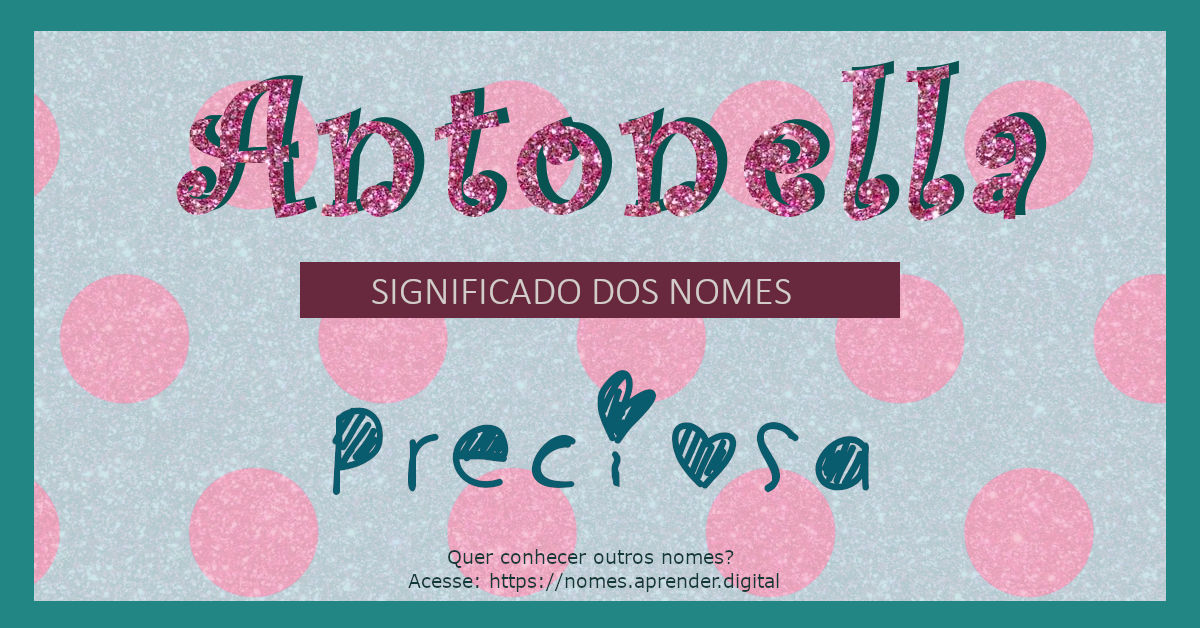 Antonella
SIGNIFICADO DOS NOMES
Preciosa
Quer conhecer outros nomes?
Acesse: https://nomes.aprender.digital